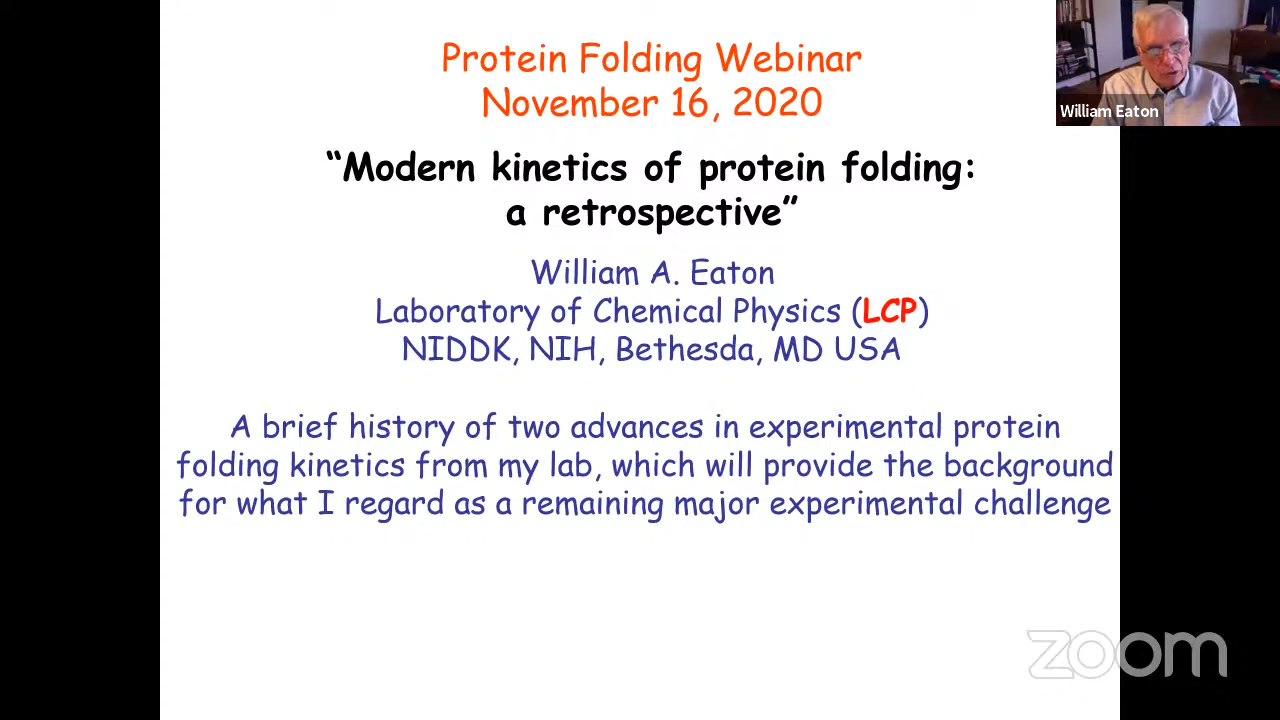 Protein Folding Webinar
November 16, 2020
William Eaton
“Modern kinetics of protein folding:
a retrospective”
William A. Eaton
Laboratory of Chemical Physics (LCP)
NIDDK, NIH, Bethesda, MD USA
A brief history of two advances in experimental protein
folding kinetics from my lab, which will provide the background
for what I regard as a remaining major experimental challenge
zoom